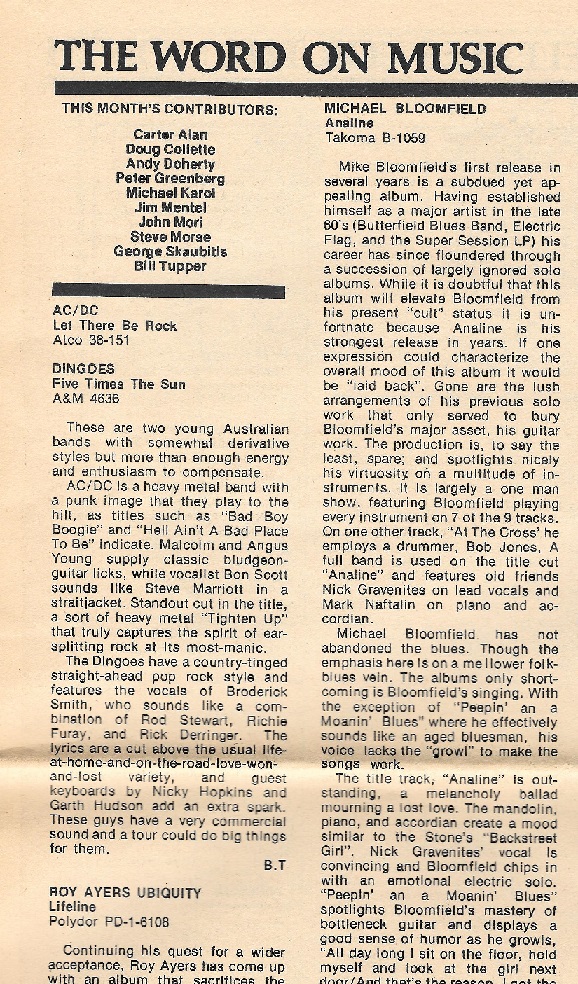 THE WORD ON MUSIC
THIS MONTH'S CONTRIBUTORS:
Carter Alan
Doug Collette
Andy Doherty
Peter Greenberg
Michael Karol
Jim Mentel
John Mori
Steve Morse
George Skaubitis
Bill Tupper
AC/DC
Let There Be Rock
Atco 36-151
DINGOES
Five Times The Sun
A&M 4636
These are two young Australian
bands with somewhat derivative
styles but more than enough energy
and enthusiasm to compensate.
AC/DC is a heavy metal band with
a punk image that they play to the
hilt, as titles such as "Bad Boy
Boogie" and "Hell Ain't A Bad Place
To Be" indicate. Malcolm and Angus
Young supply classic bludgeon-
guitar licks, while vocalist Bon Scott
sounds like Steve Marriott in a
straitjacket. Standout cut in the title,
a sort of heavy metal "Tighten Up"
that truly captures the spirit of ear-
splitting rock at its most-manic.
The Dingoes have a country-tinged
straight-ahead pop rock style and
features the vocals of Broderick
Smith, who sounds like a com-
bination of Rod Stewart, Richie
Furay, and Rick Derringer. The
lyrics are a cut above the usual life-
at-home-and-on-the-road-love-won-
and-lost variety, and guest
keyboards by Nicky Hopkins and
Garth Hudson add an extra spark.
These guys have a very commercial
sound and a tour could do big things
for them.
B.T
ROY AYERS UBIQUITY
Lifeline
Polydor PD-1-6108
Continuing his quest for a wider
acceptance, Roy Ayers has come up
with an album that sacrifices the
MICHAEL BLOOMFIELD
Analine
Takoma B-1059
Mike Bloomfield's first release in
several years is a subdued yet ap-
pealing album. Having established
himself as a major artist in the late
60's (Butterfield Blues Band, Electric
Flag, and the Super Session LP) his
career has since floundered through
a succession of largely ignored solo
albums. While it is doubtful that this
album will elevate Bloomfield from
his present "cult" status it is un-
fortnate because Analine is his
strongest release in years. If one
expression could characterize the
overall mood of this album it would
be "laid back". Gone are the lush
arrangements of his previous solo
work that only served to bury
Bloomfield's major asset, his guitar
work. The production is, to say the
least, spare; and spotlights nicely
his virtuosity on a multitude of in-
struments. It is largely a one man
show, featuring Bloomfield playing
every instrument on 7 of the 9 tracks.
On one other track, "At The Cross' he
employs a drummer, Bob Jones. A
full band is used on the title cut
"Analine" and features old friends
Nick Gravenites on lead vocals and
Mark Naftalin on piano and ac-
cordian.
Michael Bloomfield has not
abandoned the blues. Though the
emphasis here is on a mellower folk-
blues vein. The albums only short-
coming is Bloomfield's singing. With
the exception of "Peepin' an a
Moanin' Blues" where he effectively
sounds like an aged bluesman, his
voice lacks the "growl" to make the
songs work.
The title track, "Analine" is out-
standing, a melancholy ballad
mourning a lost love. The mandolin,
piano, and accordian create a mood
similar to the Stone's "Backstreet
Girl". Nick Gravenites' vocal is
convincing and Bloomfield chips in
with an emotional electric solo.
"Peepin' an a Moanin' Blues"
spotlights Bloomfield's mastery of
bottleneck guitar and displays a
good sense of humor as he growls,
"All day long I sit on the floor, hold
myself and look at the girl next
door/And that's the reason, I got the